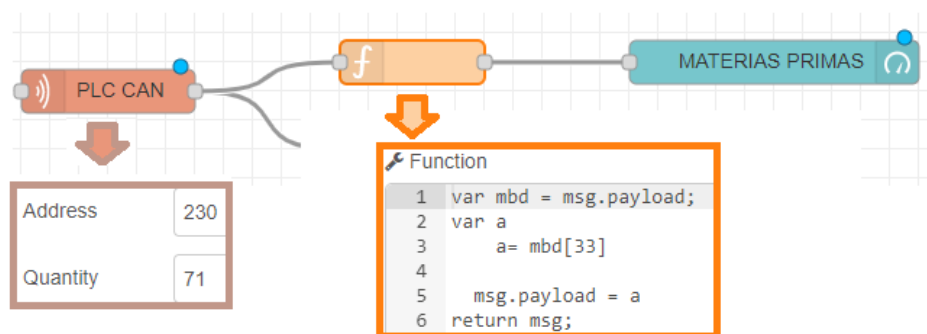 MATERIAS PRIMAS
f
PLC CAN
Function
Address 230
1 var mbd = msg.payload;
2 var a
3 a= mbd[33]
4
Quantity 71
5 msg.payload = a
6 return msg;